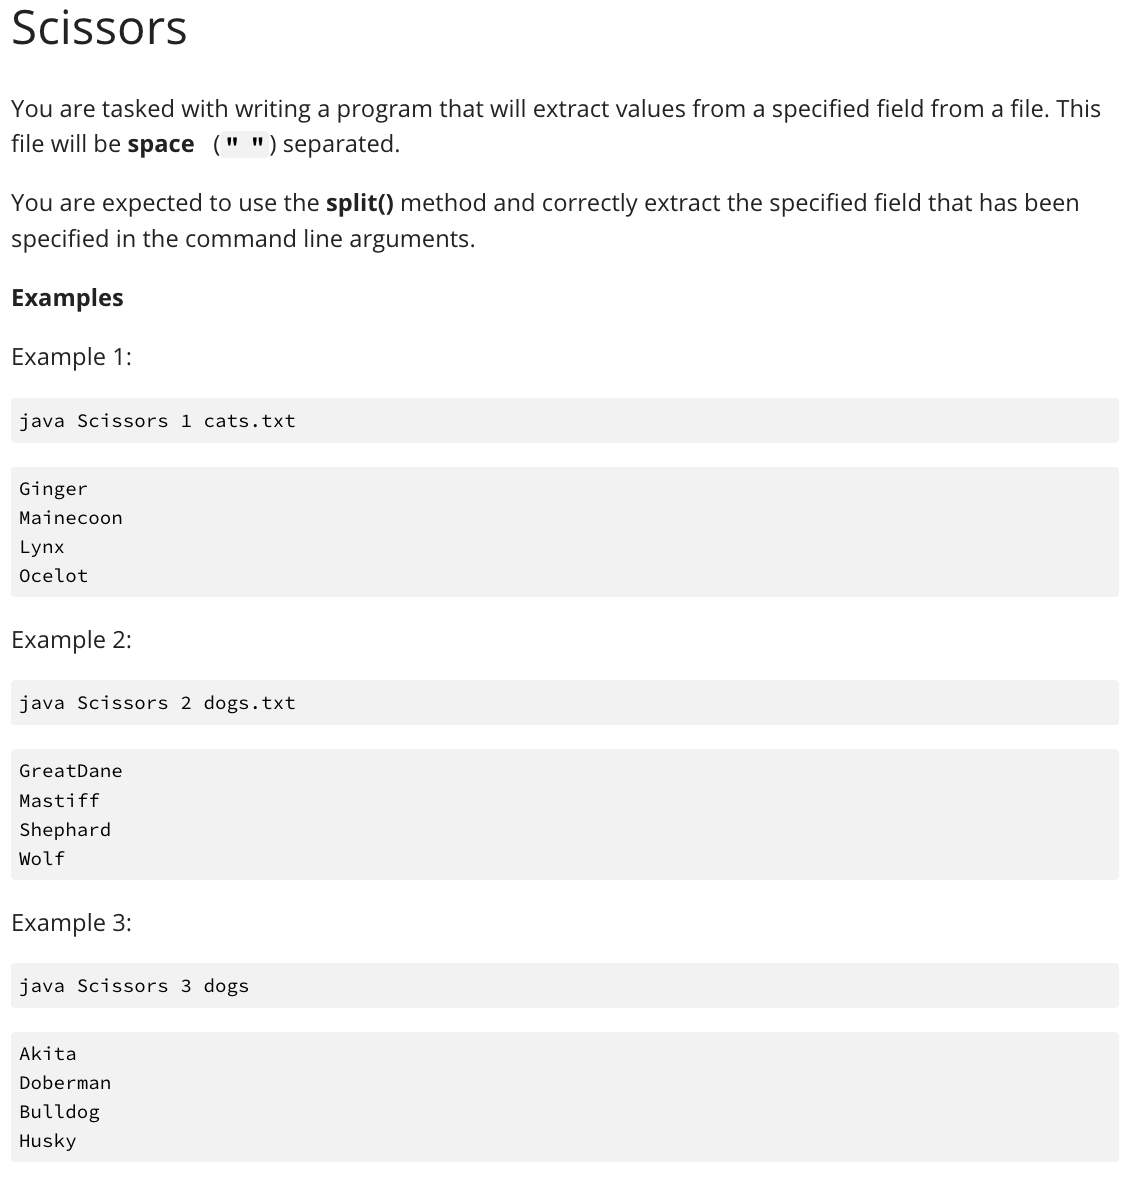 Scissors
You are tasked with writing a program that will extract values from a specified field from a file. This
file will be space (" ") separated.
You are expected to use the split() method and correctly extract the specified field that has been
specified in the command line arguments.
Examples
Example 1:
java Scissors 1 cats.txt
Ginger
Mainecoon
Lynx
Ocelot
Example 2:
java Scissors 2 dogs.txt
GreatDane
Mastiff
Shephard
Wolf
Example 3:
java Scissors 3 dogs
Akita
Doberman
Bulldog
Husky